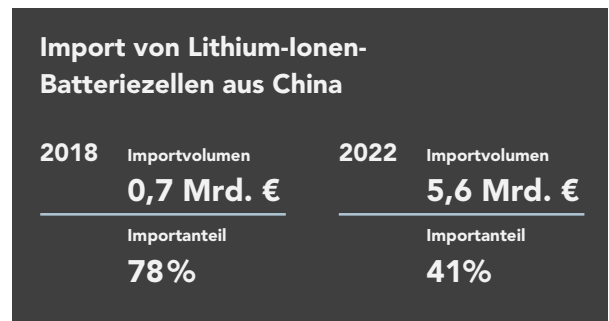 Import von Lithium-Ionen-
Batteriezellen aus China
2018 Importvolumen
0,7 Mrd. €
Importanteil
78%
2022 Importvolumen
5,6 Mrd. €
Importanteil
41%